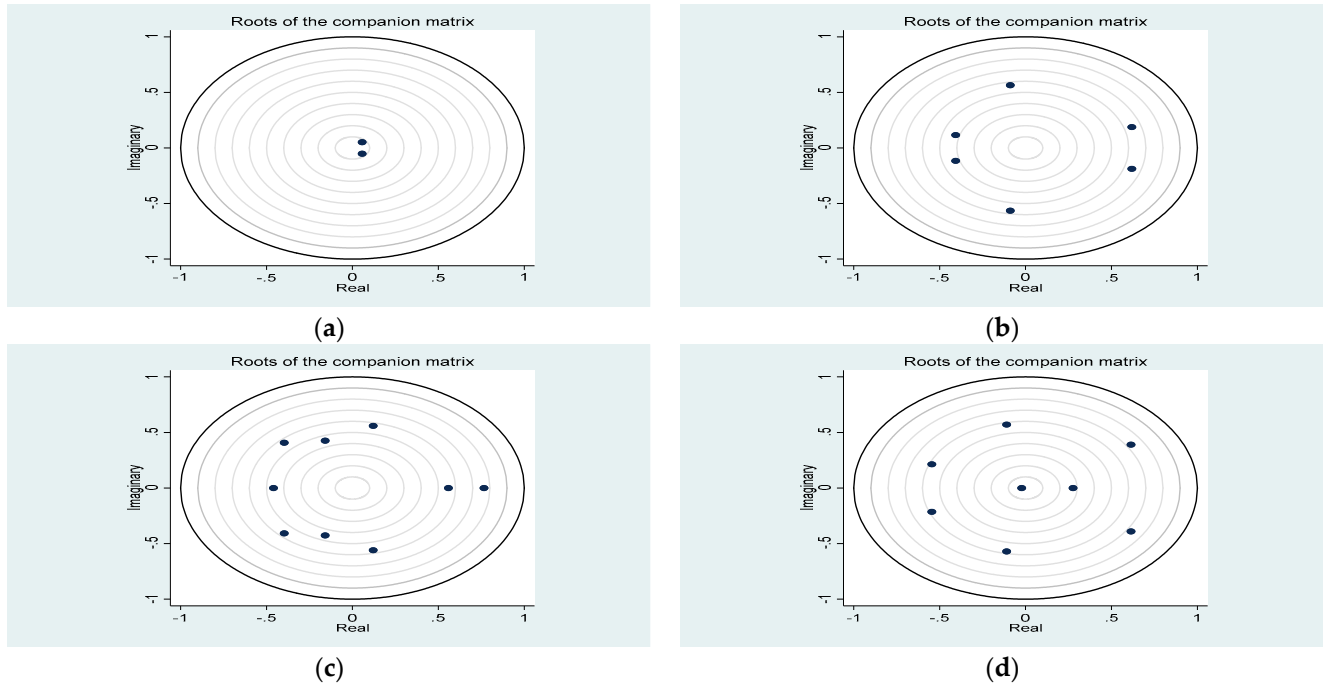 Roots of the companion matrix
Imaginary
1
.5
0
-.5
-1
-1
-.5
0
.5
1
Real
(a)
Roots of the companion matrix
Imaginary
1
.5
0
-.5
-1
-1
-.5
0
.5
1
Real
(b)
Roots of the companion matrix
Imaginary
1
.5
0
-.5
-1
-1
-.5
0
.5
1
Real
(c)
Roots of the companion matrix
Imaginary
1
.5
0
-.5
-1
-1
-.5
0
.5
1
Real
(d)